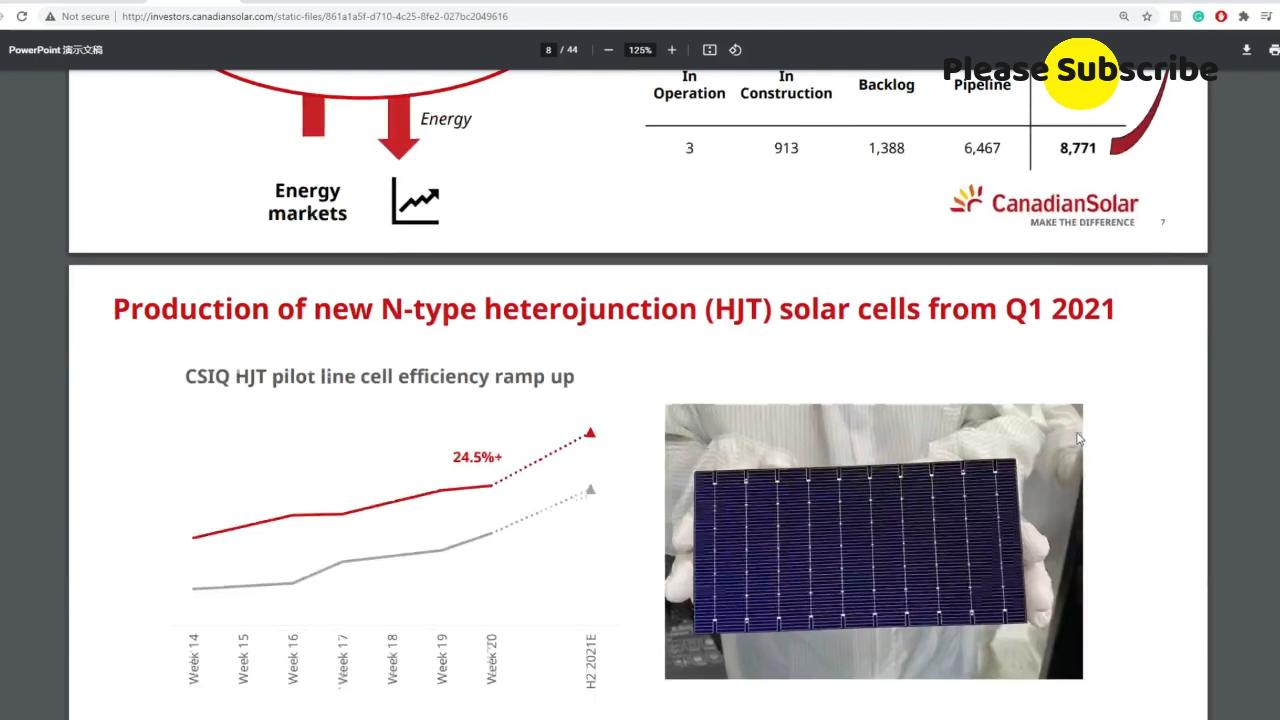 Not secure
http://investors.canadiansolar.com/static-files/861a1a5f-d710-4c25-8fe2-027bc2049616
PowerPoint 演示文稿
8 / 44
125%
Please Subscribe
In Operation
In Construction
Backlog
Pipeline
3
913
1,388
6,467
8,771
Energy
Energy
markets
CanadianSolar
MAKE THE DIFFERENCE
7
Production of new N-type heterojunction (HJT) solar cells from Q1 2021
CSIQ HJT pilot line cell efficiency ramp up
24.5%+
Week 14
Week 15
Week 16
Week 17
Week 18
Week 19
Week 20
H2 2021E